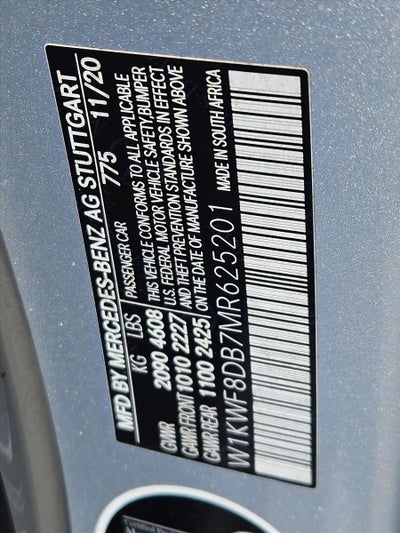 MFD BY MERCEDES-BENZ AG STUTTGART
775 11/20
KG LBS PASSENGER CAR
GVWR 2090 4608 THIS VEHICLE CONFORMS TO ALL APPLICABLE
GAWR FRONT 1010 2227 U.S. FEDERAL MOTOR VEHICLE SAFETY,BUMPER
GAWR REAR 1100 2425 AND THEFT PREVENTION STANDARDS IN EFFECT
ON THE DATE OF MANUFACTURE SHOWN ABOVE
W1KWF8DB7MR625201 MADE IN SOUTH AFRICA